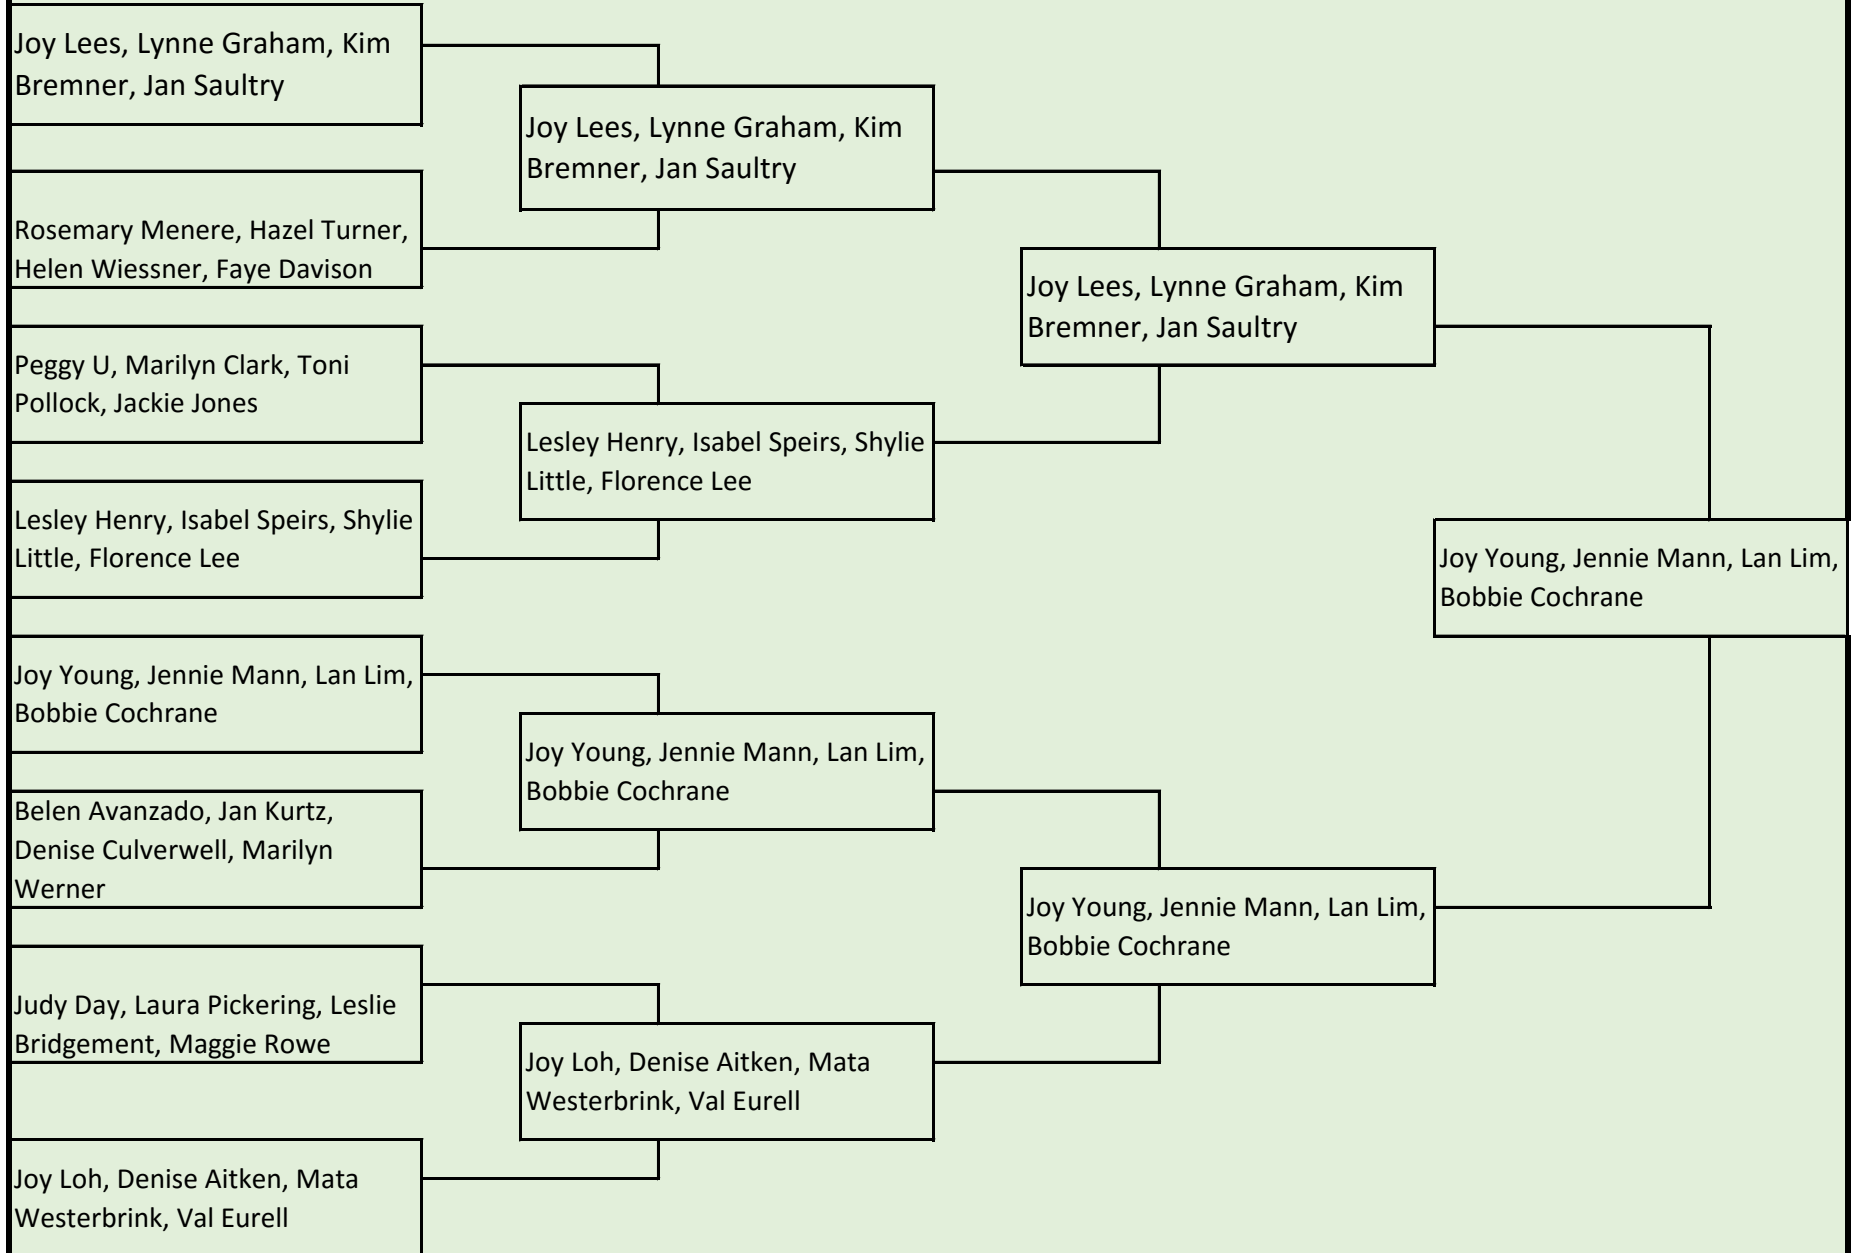 Joy Lees, Lynne Graham, Kim
Bremner, Jan Saultry
Rosemary Menere, Hazel Turner,
Helen Wiessner, Faye Davison
Peggy U, Marilyn Clark, Toni
Pollock, Jackie Jones
Lesley Henry, Isabel Speirs, Shylie
Little, Florence Lee
Joy Young, Jennie Mann, Lan Lim,
Bobbie Cochrane
Belen Avanzado, Jan Kurtz,
Denise Culverwell, Marilyn
Werner
Judy Day, Laura Pickering, Leslie
Bridgement, Maggie Rowe
Joy Loh, Denise Aitken, Mata
Westerbrink, Val Eurell
Joy Lees, Lynne Graham, Kim
Bremner, Jan Saultry
Lesley Henry, Isabel Speirs, Shylie
Little, Florence Lee
Joy Young, Jennie Mann, Lan Lim,
Bobbie Cochrane
Joy Loh, Denise Aitken, Mata
Westerbrink, Val Eurell
Joy Lees, Lynne Graham, Kim
Bremner, Jan Saultry
Joy Young, Jennie Mann, Lan Lim,
Bobbie Cochrane
Joy Young, Jennie Mann, Lan Lim,
Bobbie Cochrane